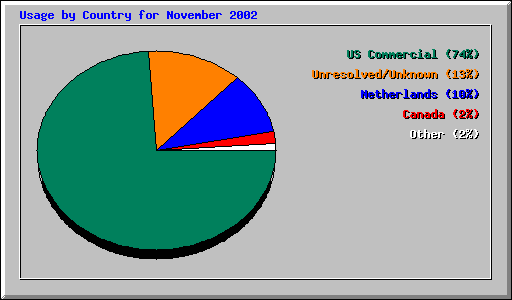 Usage by Country for November 2002
US Commercial (74%)
Unresolved/Unknown (13%)
Netherlands (10%)
Canada (2%)
Other (2%)